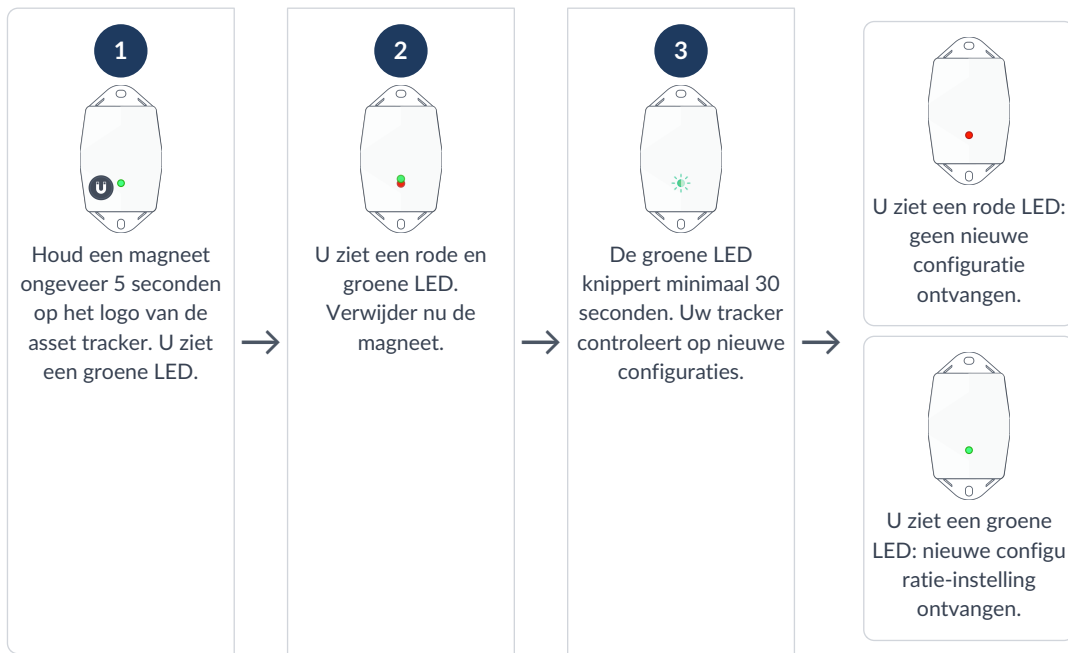 1
Houd een magneet
ongeveer 5 seconden
op het logo van de
asset tracker. U ziet
een groene LED.
2
U ziet een rode en
groene LED.
Verwijder nu de
magneet.
3
De groene LED
knippert minimaal 30
seconden. Uw tracker
controleert op nieuwe
configuraties.
U ziet een rode LED:
geen nieuwe
configuratie
ontvangen.
U ziet een groene
LED: nieuwe configu
ratie-instelling
ontvangen.